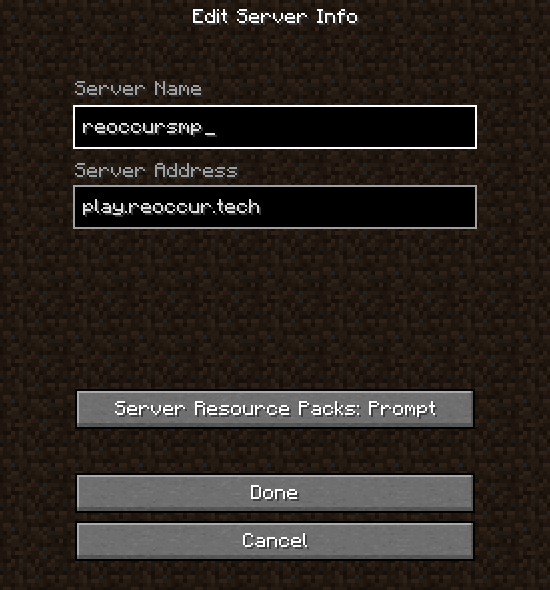 Edit Server Info
Server Name
reoccursmp_
Server Address
play.reoccur.tech
Server Resource Packs: Prompt
Done
Cancel